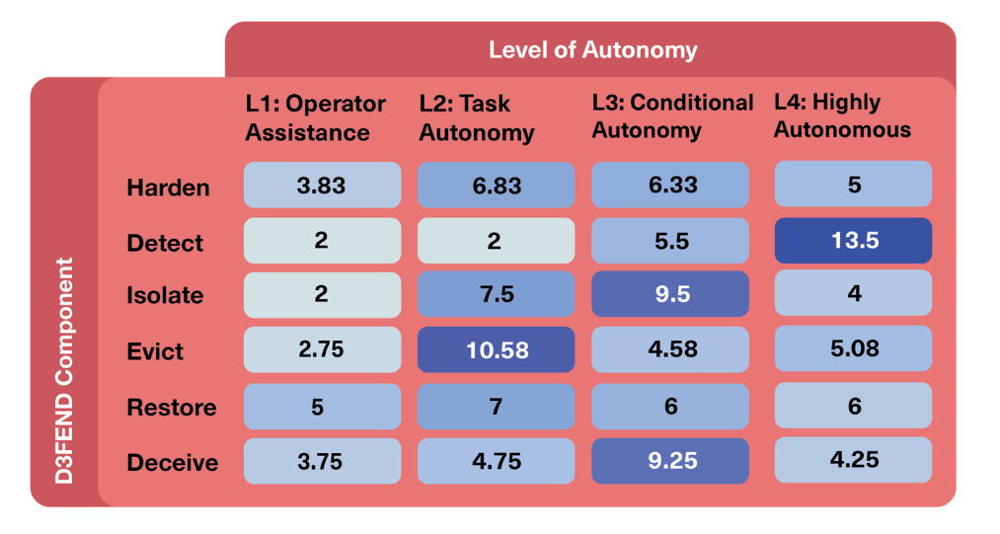 Level of Autonomy
L1: Operator
Assistance
L2: Task
Autonomy
L3: Conditional
Autonomy
L4: Highly
Autonomous
D3FEND Component
Harden 3.83 6.83 6.33 5
Detect 2 2 5.5 13.5
Isolate 2 7.5 9.5 4
Evict 2.75 10.58 4.58 5.08
Restore 5 7 6 6
Deceive 3.75 4.75 9.25 4.25